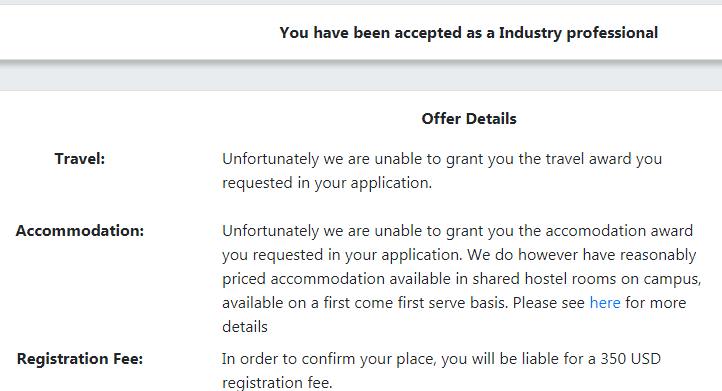 You have been accepted as a Industry professional
Offer Details
Travel: Unfortunately we are unable to grant you the travel award you
requested in your application.
Accommodation: Unfortunately we are unable to grant you the accomodation award
you requested in your application. We do however have reasonably
priced accommodation available in shared hostel rooms on campus,
available on a first come first serve basis. Please see here for more
details
Registration Fee: In order to confirm your place, you will be liable for a 350 USD
registration fee.